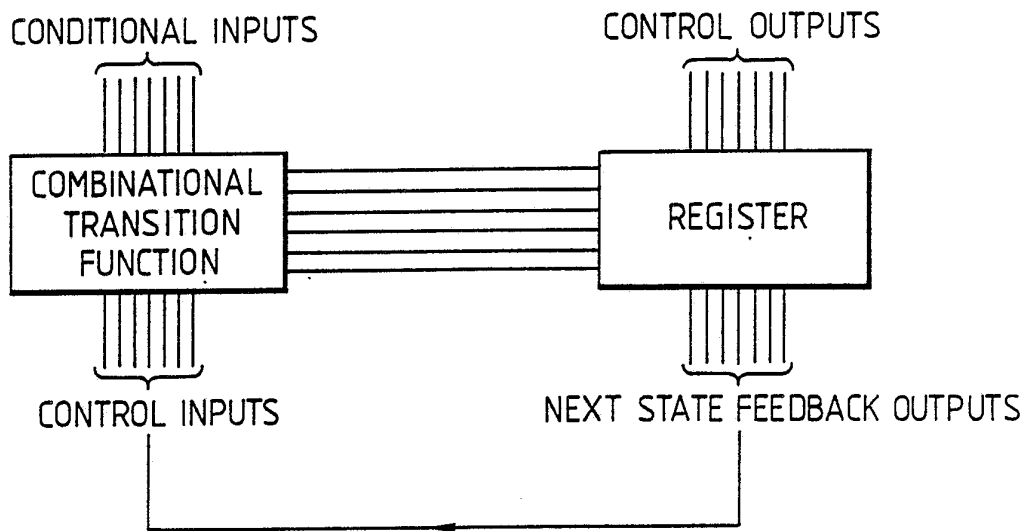 CONDITIONAL INPUTS
CONTROL OUTPUTS
COMBINATIONAL
TRANSITION
FUNCTION
REGISTER
CONTROL INPUTS
NEXT STATE FEEDBACK OUTPUTS